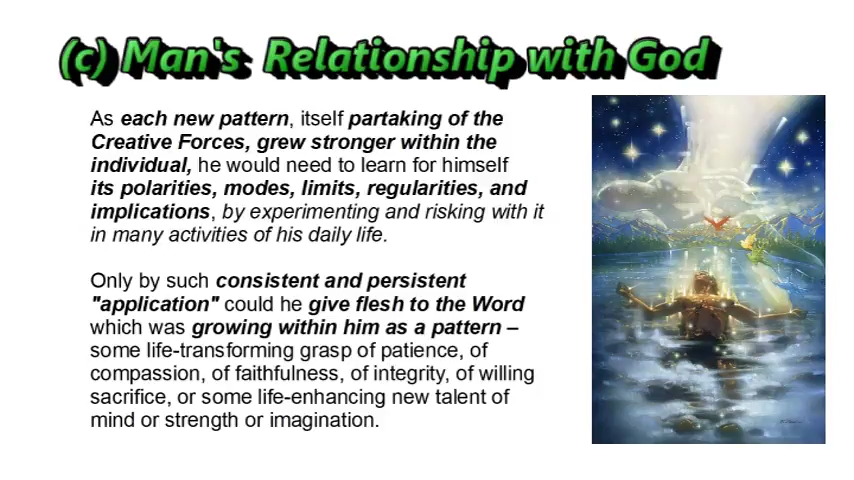 (c) Man's Relationship with God
As each new pattern, itself partaking of the
Creative Forces, grew stronger within the
individual, he would need to learn for himself
its polarities, modes, limits, regularities, and
implications, by experimenting and risking with it
in many activities of his daily life.
Only by such consistent and persistent
"application" could he give flesh to the Word
which was growing within him as a pattern –
some life-transforming grasp of patience, of
compassion, of faithfulness, of integrity, of willing
sacrifice, or some life-enhancing new talent of
mind or strength or imagination.